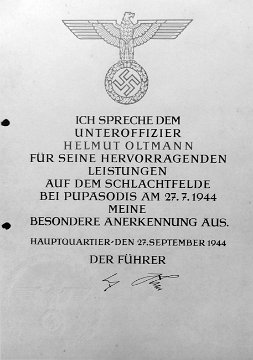 ICH SPRECHE DEM
UNTEROFFIZIER
HELMUT OLTMANN
FÜR SEINE HERVORRAGENDEN
LEISTUNGEN
AUF DEM SCHLACHTFELDE
BEI PUPASODIS AM 27.7.1944
MEINE
BESONDERE ANERKENNUNG AUS.
HAUPTQUARTIER·DEN 27.SEPTEMBER 1944
DER FÜHRER